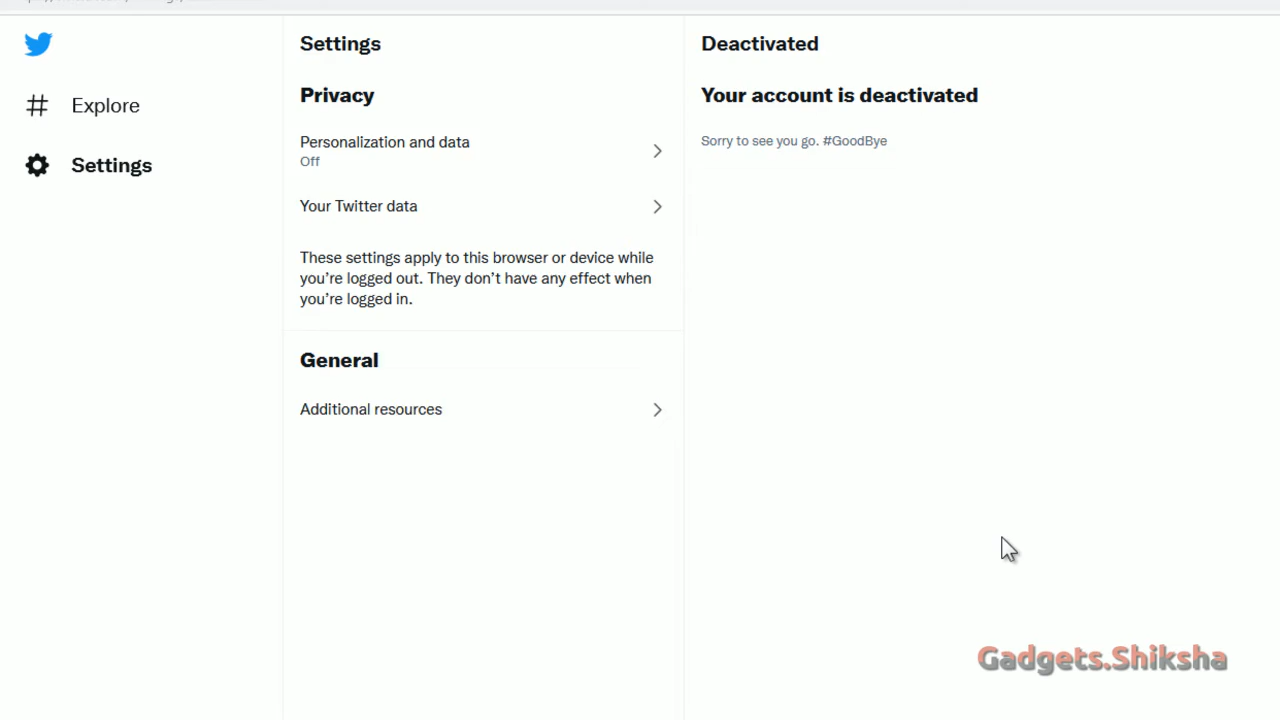 Settings
Deactivated
Explore
Settings
Privacy
Personalization and data
Off
Your Twitter data
These settings apply to this browser or device while
you’re logged out. They don’t have any effect when
you’re logged in.
General
Additional resources
Your account is deactivated
Sorry to see you go. #GoodBye
Gadgets.Shiksha